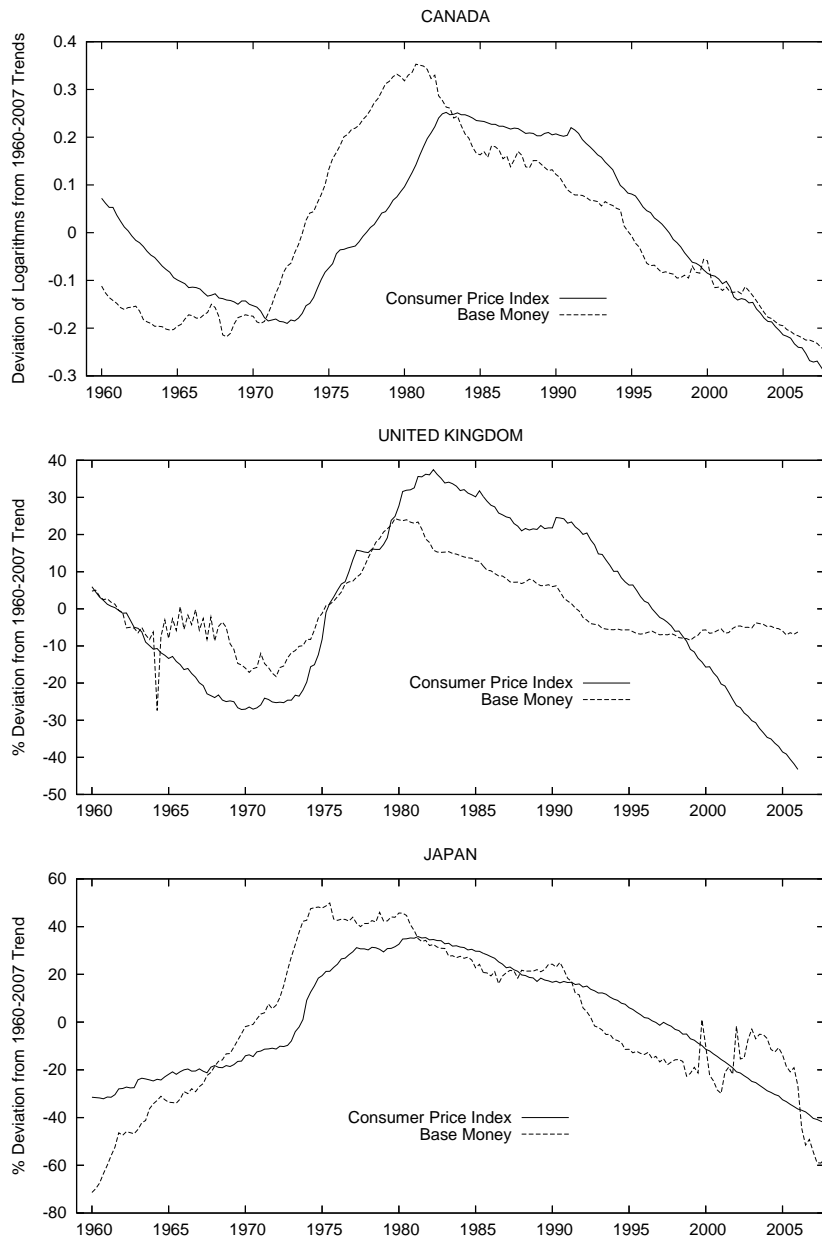 CANADA
Deviation of Logarithms from 1960-2007 Trends
0.4
0.3
0.2
0.1
0
-0.1
-0.2
-0.3
Consumer Price Index
Base Money
1960 1965 1970 1975 1980 1985 1990 1995 2000 2005
UNITED KINGDOM
% Deviation from 1960-2007 Trend
40
30
20
10
0
-10
-20
-30
-40
-50
Consumer Price Index
Base Money
1960 1965 1970 1975 1980 1985 1990 1995 2000 2005
JAPAN
% Deviation from 1960-2007 Trend
60
40
20
0
-20
-40
-60
-80
Consumer Price Index
Base Money
1960 1965 1970 1975 1980 1985 1990 1995 2000 2005